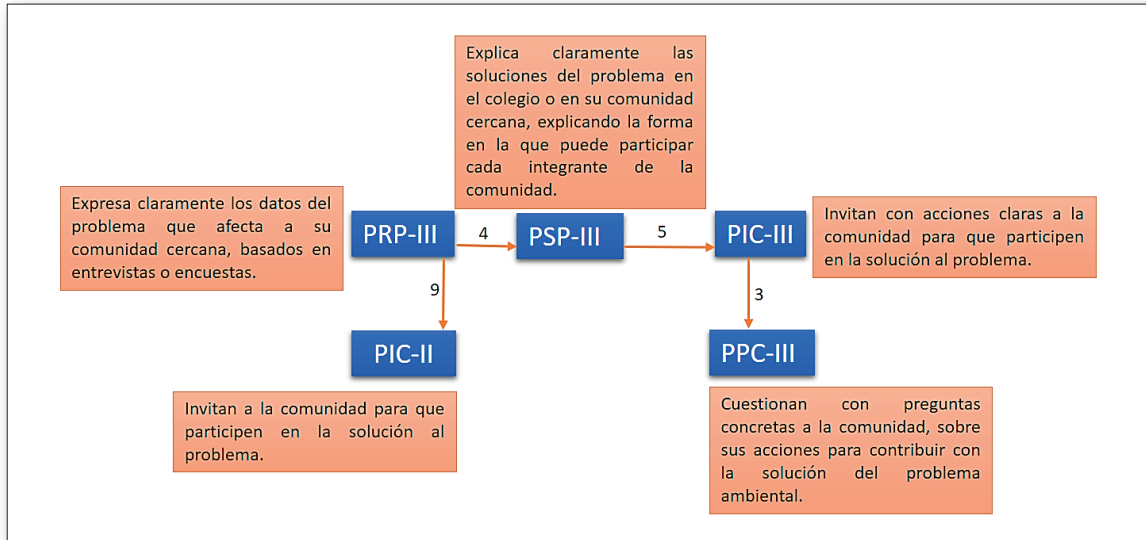 Explica claramente las
soluciones del problema en
el colegio o en su comunidad
cercana, explicando la forma
en la que puede participar
cada integrante de la
comunidad.
Expresa claramente los datos del
problema que afecta a su
comunidad cercana, basados en
entrevistas o encuestas.
PRP-III
4
PSP-III
5
PIC-III
Invitan con acciones claras a la
comunidad para que participen
en la solución al problema.
9
3
PIC-II
PPC-III
Invitan a la comunidad para que
participen en la solución al
problema.
Cuestionan con preguntas
concretas a la comunidad, sobre
sus acciones para contribuir con
la solución del problema
ambiental.